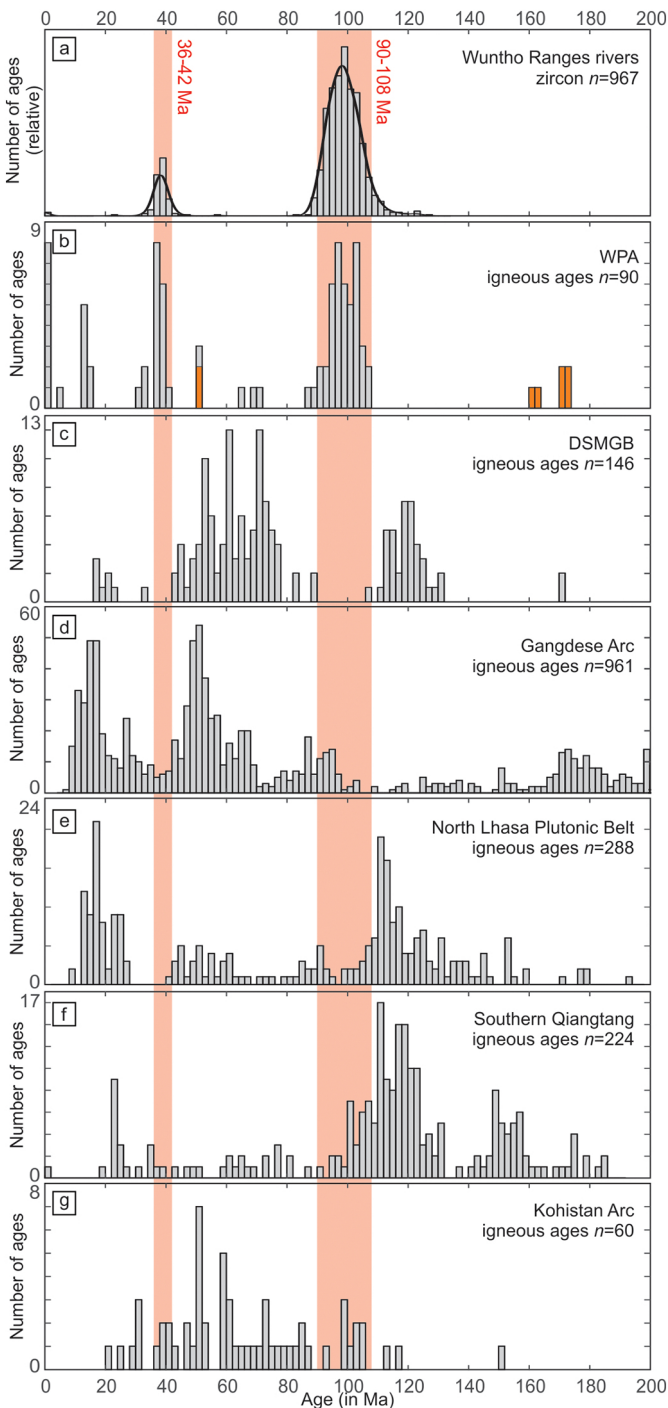 0 20 40 60 80 100 120 140 160 180 200
a
36-42 Ma
90-108 Ma
Wuntho Ranges rivers
zircon n=967
Number of ages
(relative)
9
b
WPA
igneous ages n=90
Number of ages
0
13
c
DSMGB
igneous ages n=146
Number of ages
0
60
d
Gangdese Arc
igneous ages n=961
Number of ages
0
24
e
North Lhasa Plutonic Belt
igneous ages n=288
Number of ages
0
17
f
Southern Qiangtang
igneous ages n=224
Number of ages
0
8
g
Kohistan Arc
igneous ages n=60
Number of ages
0
0 20 40 60 80 100 120 140 160 180 200
Age (in Ma)